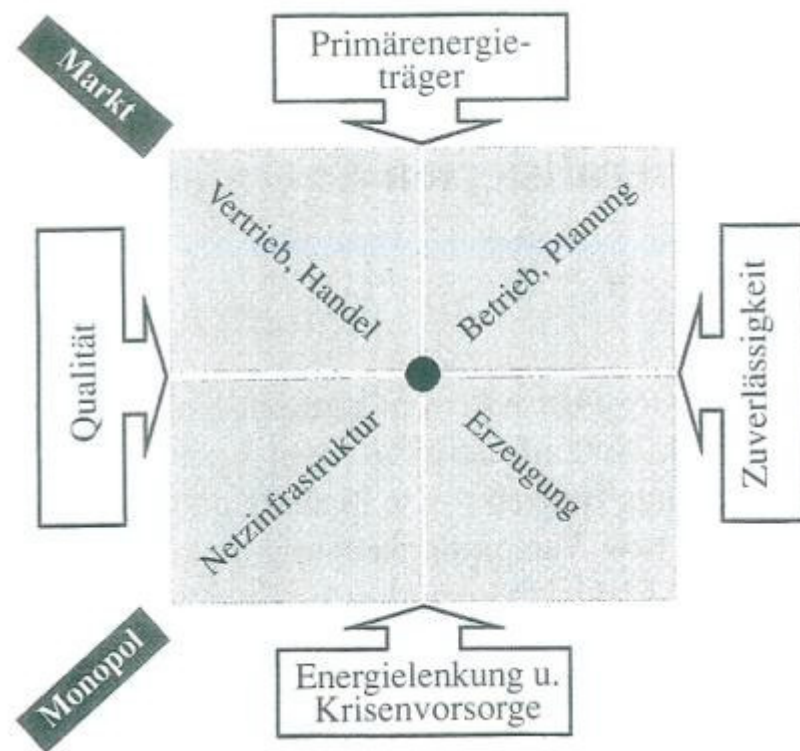 Markt
Primärenergie-
träger
Vertrieb, Handel
Betrieb, Planung
Qualität
Zuverlässigkeit
Netzinfrastruktur
Erzeugung
Monopol
Energielenkung u.
Krisenvorsorge